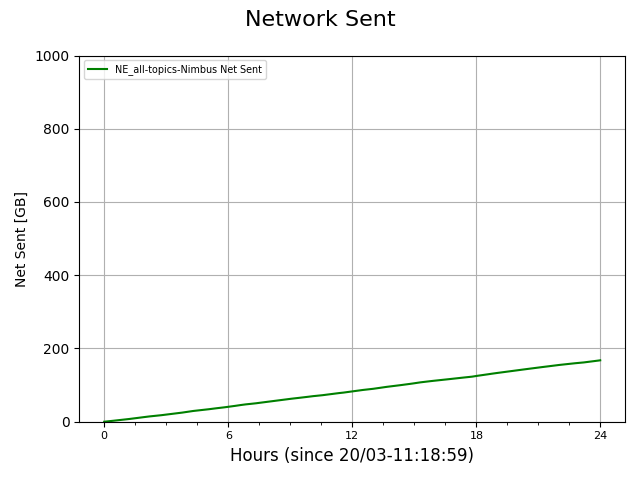 Network Sent
NE_all-topics-Nimbus Net Sent
Net Sent [GB]
1000
800
600
400
200
0
0 6 12 18 24
Hours (since 20/03-11:18:59)